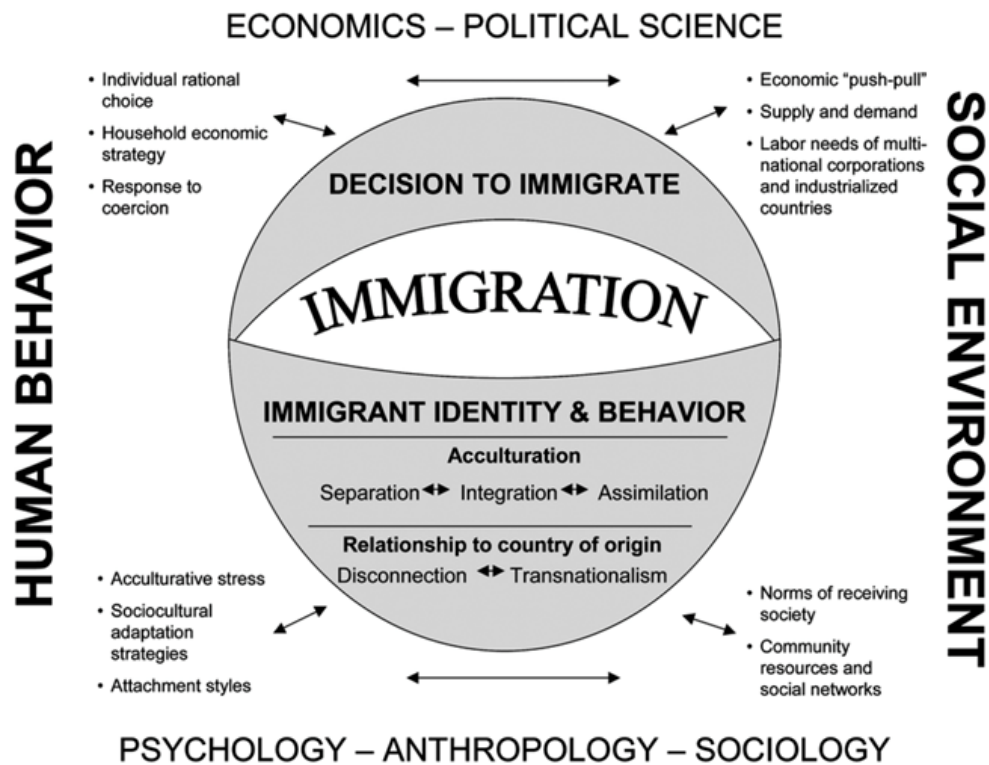 ECONOMICS – POLITICAL SCIENCE
• Individual rational
choice
• Household economic
strategy
• Response to
coercion
• Economic “push-pull”
• Supply and demand
• Labor needs of multi-
national corporations
and industrialized
countries
HUMAN BEHAVIOR
SOCIAL ENVIRONMENT
DECISION TO IMMIGRATE
IMMIGRATION
IMMIGRANT IDENTITY & BEHAVIOR
Acculturation
Separation Integration Assimilation
Relationship to country of origin
Disconnection Transnationalism
• Acculturative stress
• Sociocultural
adaptation
strategies
• Attachment styles
• Norms of receiving
society
• Community
resources and
social networks
PSYCHOLOGY – ANTHROPOLOGY – SOCIOLOGY